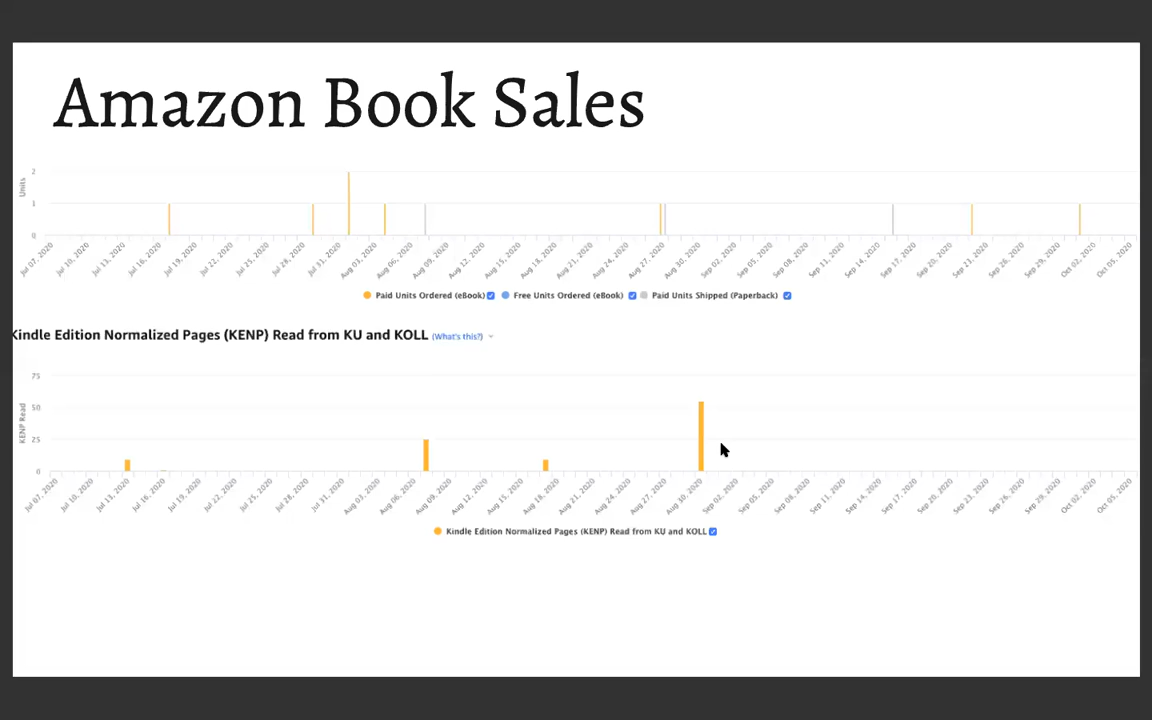 Amazon Book Sales
Units
2
1
0
Jul 07, 2020 Jul 10, 2020 Jul 13, 2020 Jul 16, 2020 Jul 19, 2020 Jul 22, 2020 Jul 25, 2020 Jul 28, 2020 Jul 31, 2020 Aug 03, 2020 Aug 06, 2020 Aug 09, 2020 Aug 12, 2020 Aug 15, 2020 Aug 18, 2020 Aug 21, 2020 Aug 24, 2020 Aug 27, 2020 Aug 30, 2020 Sep 02, 2020 Sep 05, 2020 Sep 08, 2020 Sep 11, 2020 Sep 14, 2020 Sep 17, 2020 Sep 20, 2020 Sep 23, 2020 Sep 26, 2020 Sep 29, 2020 Oct 02, 2020 Oct 05, 2020
Paid Units Ordered (eBook) Free Units Ordered (eBook) Paid Units Shipped (Paperback)
Kindle Edition Normalized Pages (KENP) Read from KU and KOLL (What's this?)
KENP Read
75
50
25
0
Jul 07, 2020 Jul 10, 2020 Jul 13, 2020 Jul 16, 2020 Jul 19, 2020 Jul 22, 2020 Jul 25, 2020 Jul 28, 2020 Jul 31, 2020 Aug 03, 2020 Aug 06, 2020 Aug 09, 2020 Aug 12, 2020 Aug 15, 2020 Aug 18, 2020 Aug 21, 2020 Aug 24, 2020 Aug 27, 2020 Aug 30, 2020 Sep 02, 2020 Sep 05, 2020 Sep 08, 2020 Sep 11, 2020 Sep 14, 2020 Sep 17, 2020 Sep 20, 2020 Sep 23, 2020 Sep 26, 2020 Sep 29, 2020 Oct 02, 2020 Oct 05, 2020
Kindle Edition Normalized Pages (KENP) Read from KU and KOLL